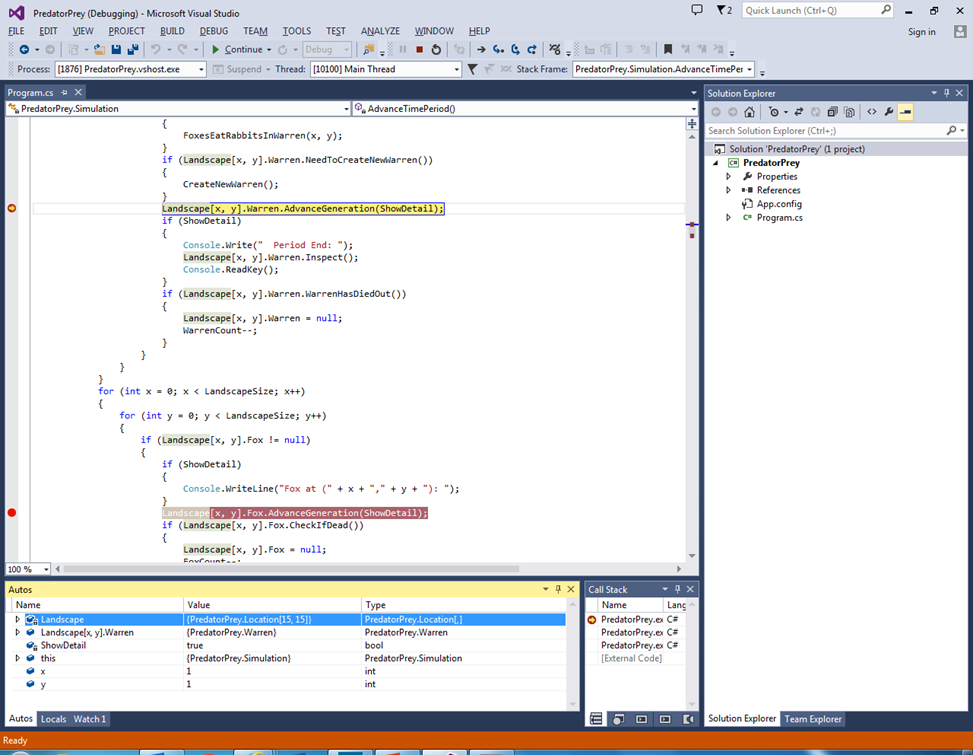 PredatorPrey (Debugging) - Microsoft Visual Studio
2
Quick Launch (Ctrl+Q)
FILE EDIT VIEW PROJECT BUILD DEBUG TEAM TOOLS TEST ANALYZE WINDOW HELP
Sign in
Continue Debug
Process: [1876] PredatorPrey.vshost.exe Suspend Thread: [10100] Main Thread Stack Frame: PredatorPrey.Simulation.AdvanceTimePer
Program.cs
PredatorPrey.Simulation AdvanceTimePeriod()
{
FoxesEatRabbitsInWarren(x, y);
}
if (Landscape[x, y].Warren.NeedToCreateNewWarren())
{
CreateNewWarren();
}
Landscape[x, y].Warren.AdvanceGeneration(ShowDetail);
if (ShowDetail)
{
Console.Write("  Period End: ");
Landscape[x, y].Warren.Inspect();
Console.ReadKey();
}
if (Landscape[x, y].Warren.WarrenHasDiedOut())
{
Landscape[x, y].Warren = null;
WarrenCount--;
}
}
}
}
for (int x = 0; x < LandscapeSize; x++)
{
for (int y = 0; y < LandscapeSize; y++)
{
if (Landscape[x, y].Fox != null)
{
if (ShowDetail)
{
Console.WriteLine("Fox at (" + x + "," + y + "): ");
}
Landscape[x, y].Fox.AdvanceGeneration(ShowDetail);
if (Landscape[x, y].Fox.CheckIfDead())
{
Landscape[x, y].Fox = null;
FoxCount--;
100 %
Solution Explorer
Search Solution Explorer (Ctrl+;)
Solution 'PredatorPrey' (1 project)
PredatorPrey
Properties
References
App.config
Program.cs
Autos
Name Value Type
Landscape {PredatorPrey.Location[15, 15]} PredatorPrey.Location[,]
Landscape[x, y].Warren {PredatorPrey.Warren} PredatorPrey.Warren
ShowDetail true bool
this {PredatorPrey.Simulation} PredatorPrey.Simulation
x 1 int
y 1 int
Autos Locals Watch 1
Call Stack
Name Lang
PredatorPrey.ex C#
PredatorPrey.ex C#
PredatorPrey.ex C#
[External Code]
Solution Explorer Team Explorer
Ready